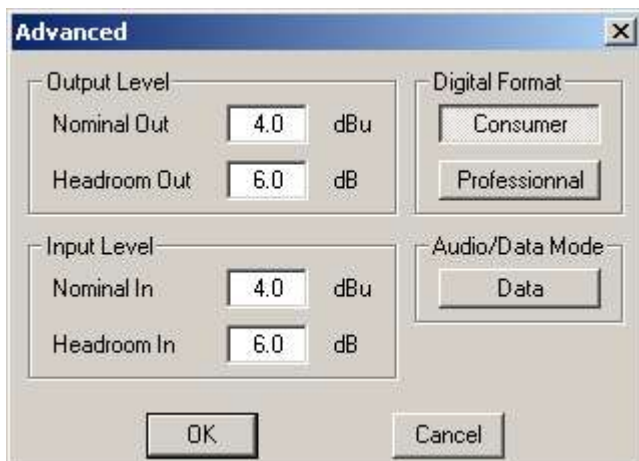 Advanced
Output Level
Nominal Out 4.0 dBu
Headroom Out 6.0 dB
Digital Format
Consumer
Professionnal
Input Level
Nominal In 4.0 dBu
Headroom In 6.0 dB
Audio/Data Mode
Data
OK
Cancel